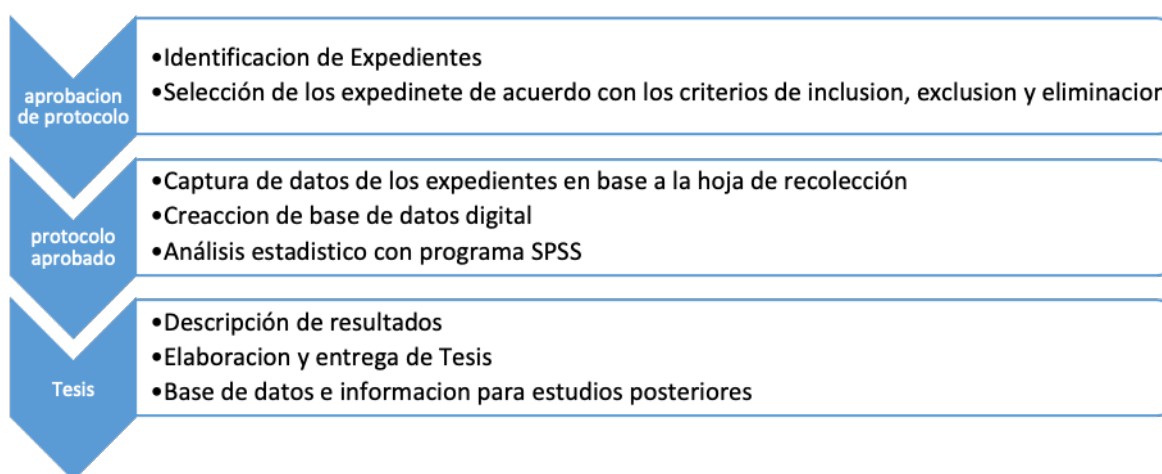 aprobacion
de protocolo
•Identificacion de Expedientes
•Selección de los expedinete de acuerdo con los criterios de inclusion, exclusion y eliminacion
protocolo
aprobado
•Captura de datos de los expedientes en base a la hoja de recolección
•Creaccion de base de datos digital
•Análisis estadistico con programa SPSS
Tesis
•Descripción de resultados
•Elaboracion y entrega de Tesis
•Base de datos e informacion para estudios posteriores